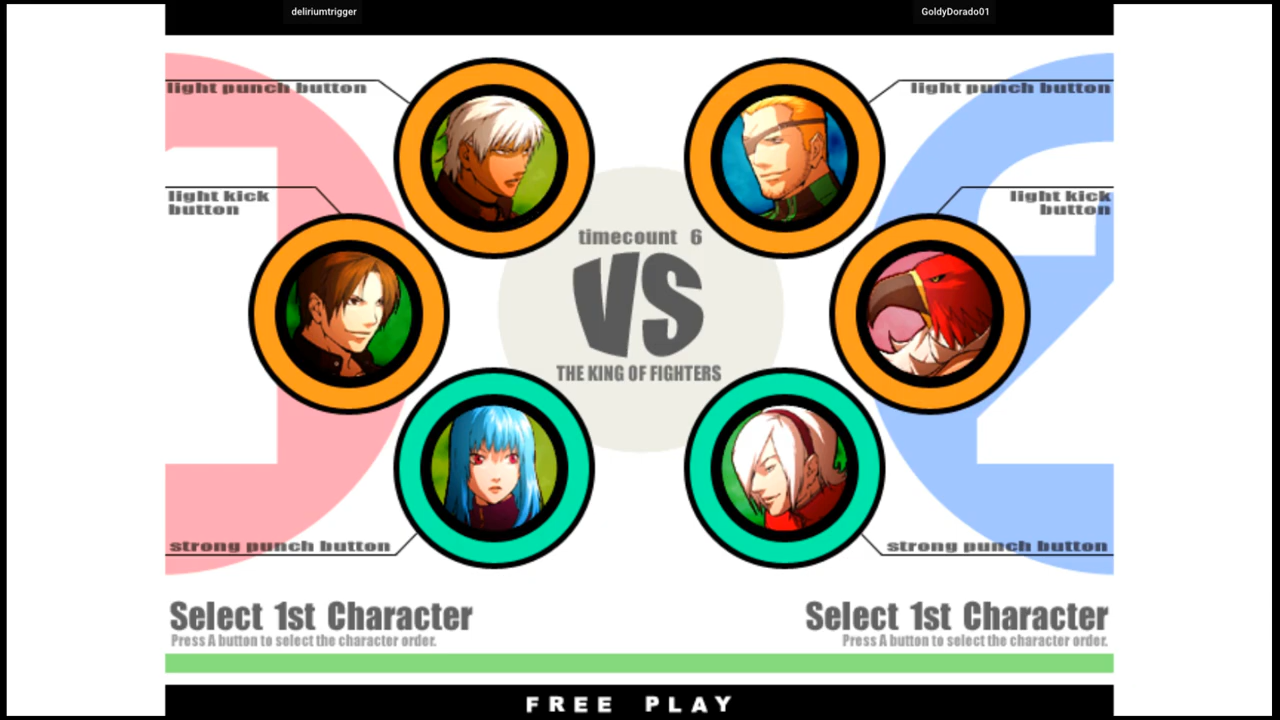 deliriumtrigger
GoldyDorado01
light punch button
light punch button
light kick
button
light kick
button
timecount 6
VS
THE KING OF FIGHTERS
strong punch button
strong punch button
Select 1st Character
Press A button to select the character order.
Select 1st Character
Press A button to select the character order.
FREE PLAY
1
2